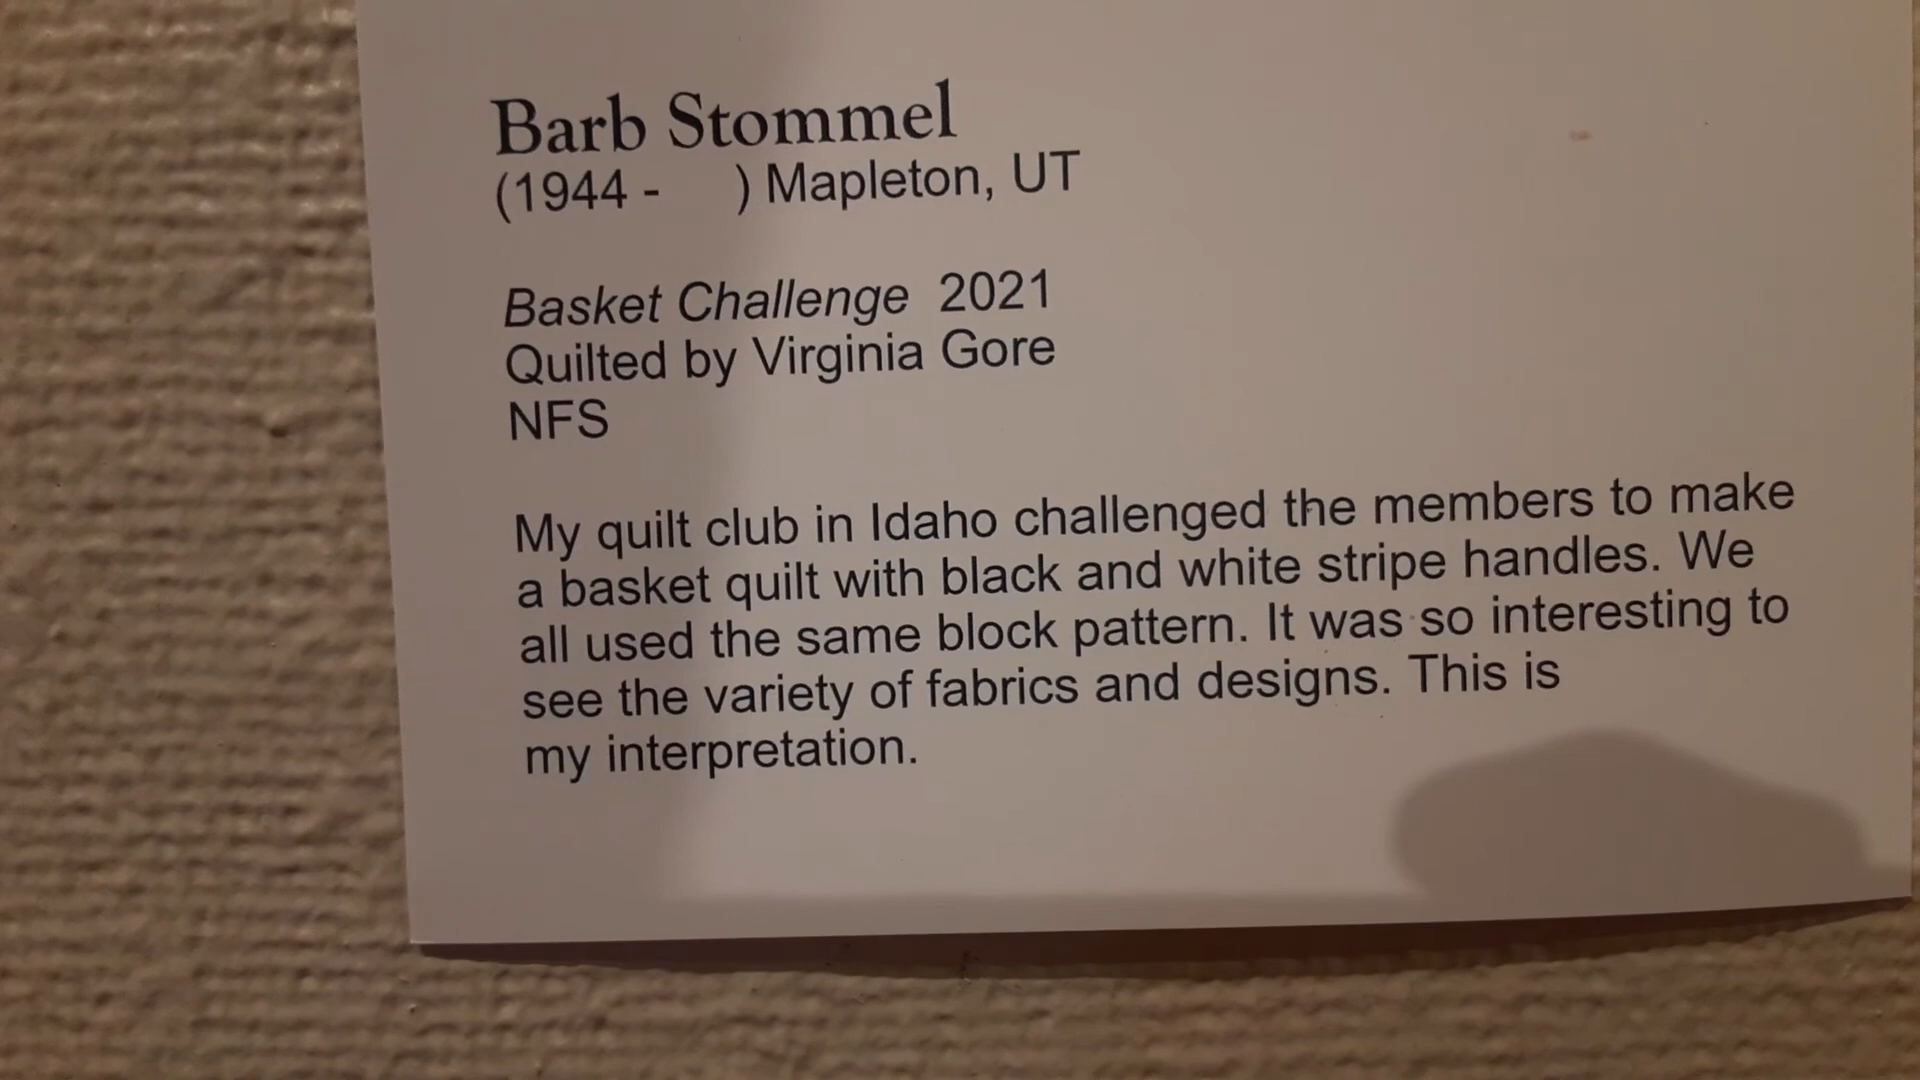 Barb Stommel
(1944 -     ) Mapleton, UT
Basket Challenge  2021
Quilted by Virginia Gore
NFS
My quilt club in Idaho challenged the members to make
a basket quilt with black and white stripe handles. We
all used the same block pattern. It was so interesting to
see the variety of fabrics and designs. This is
my interpretation.